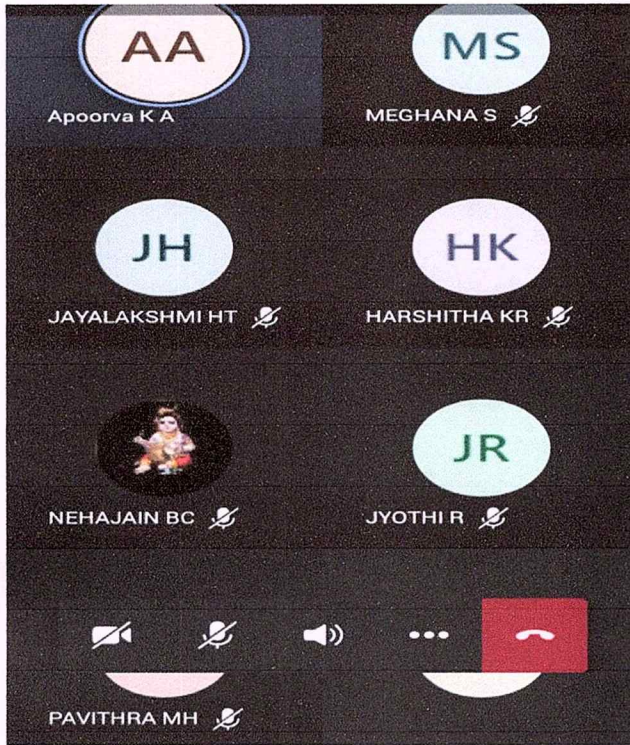 AA
MS
Apoorva K A
MEGHANA S
JH
HK
JAYALAKSHMI HT
HARSHITHA KR
JR
NEHAJAIN BC
JYOTHI R
PAVITHRA MH